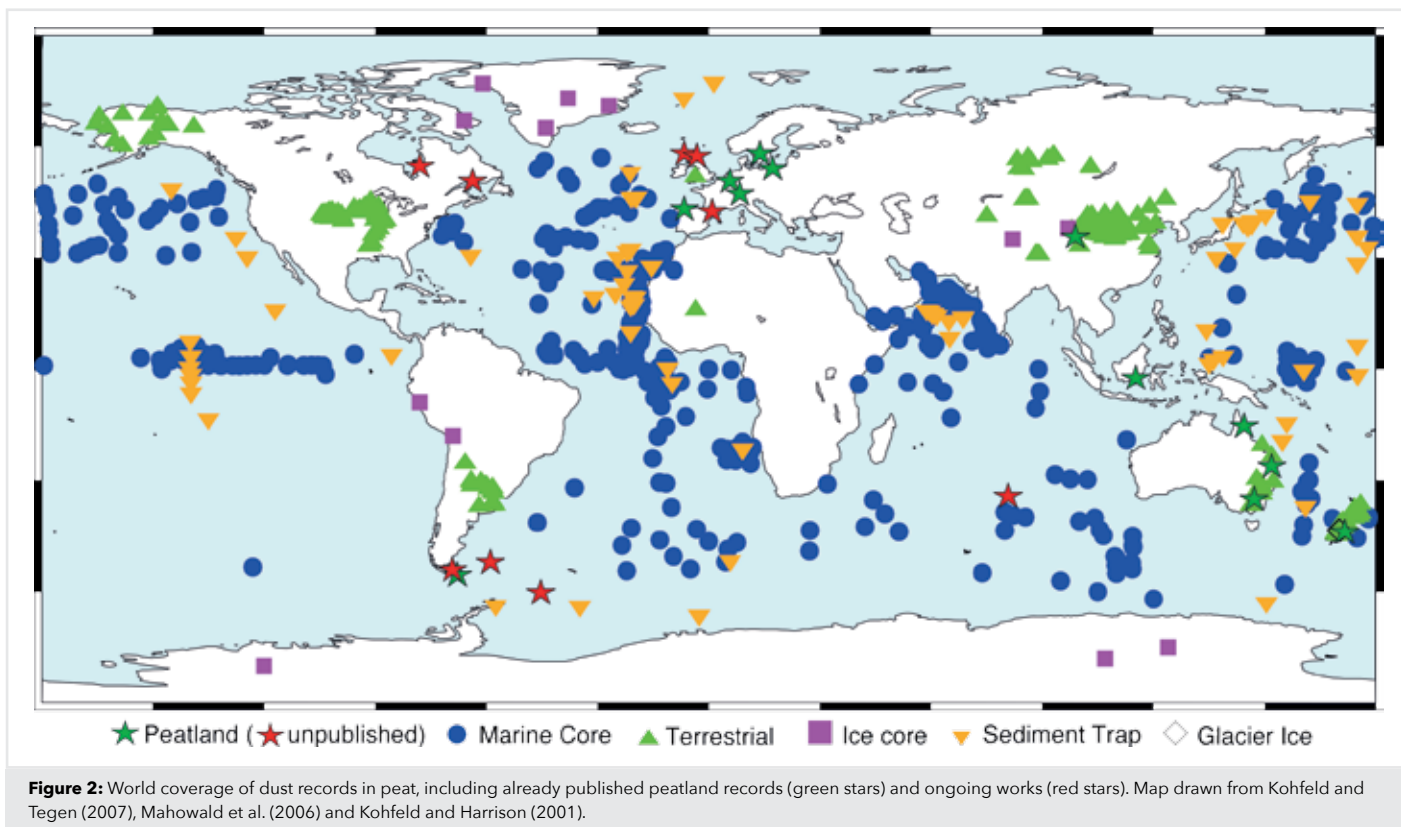 Peatland ( unpublished) Marine Core Terrestrial Ice core Sediment Trap Glacier Ice
Figure 2: World coverage of dust records in peat, including already published peatland records (green stars) and ongoing works (red stars). Map drawn from Kohfeld and
Tegen (2007), Mahowald et al. (2006) and Kohfeld and Harrison (2001).